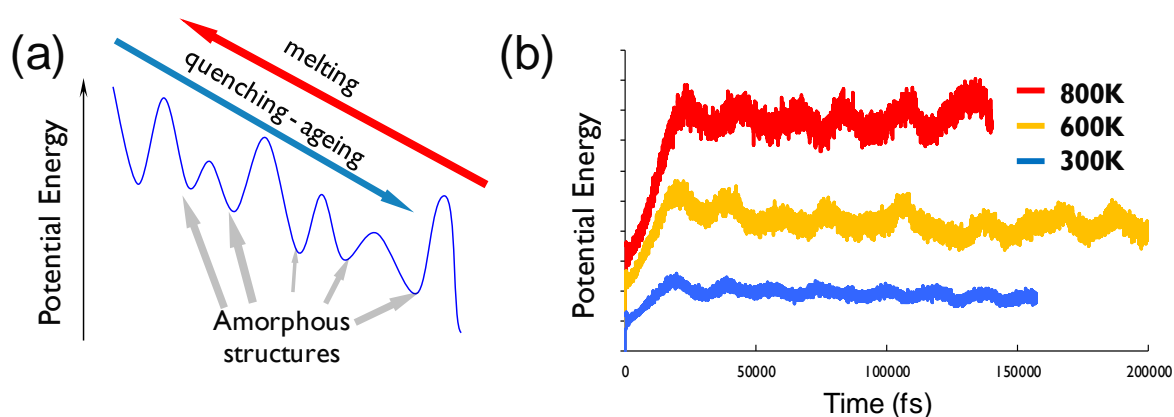 (a)
melting
quenching - ageing
Potential Energy
Amorphous
structures
(b)
800K
600K
300K
Potential Energy
0
50000
100000
150000
200000
Time (fs)